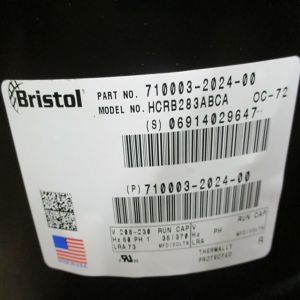 Bristol®
PART NO. 710003-2024-00
MODEL NO. HCRB283ABCA OC-72
(S) 06914029647
(P) 710003-2024-00
V 208-230 RUN CAP
Hz 60 PH 1 35/370
LRA 73 MFD/VOLTS
V RUN CAP
Hz PH
LRA MFD/VOLTS
THERMALLY
PROTECTED R